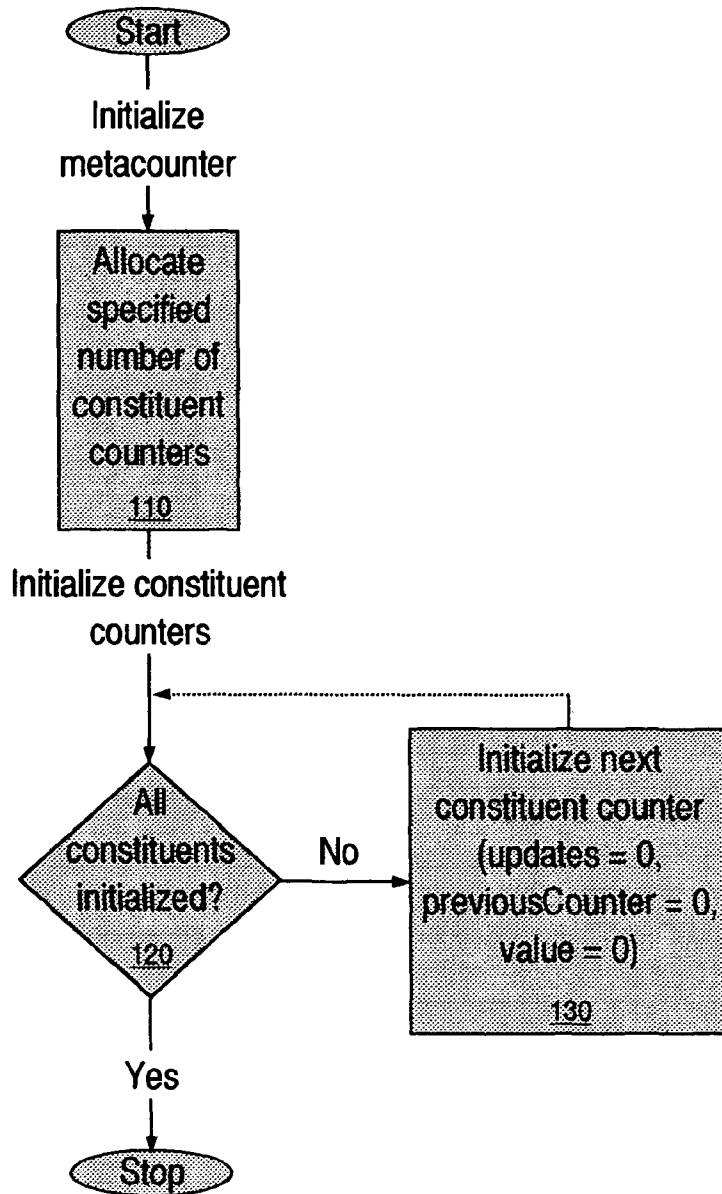 Start
Initialize
metacounter
Allocate
specified
number of
constituent
counters
110
Initialize constituent
counters
All
constituents
initialized?
120
No
Initialize next
constituent counter
(updates = 0,
previousCounter = 0,
value = 0)
130
Yes
Stop